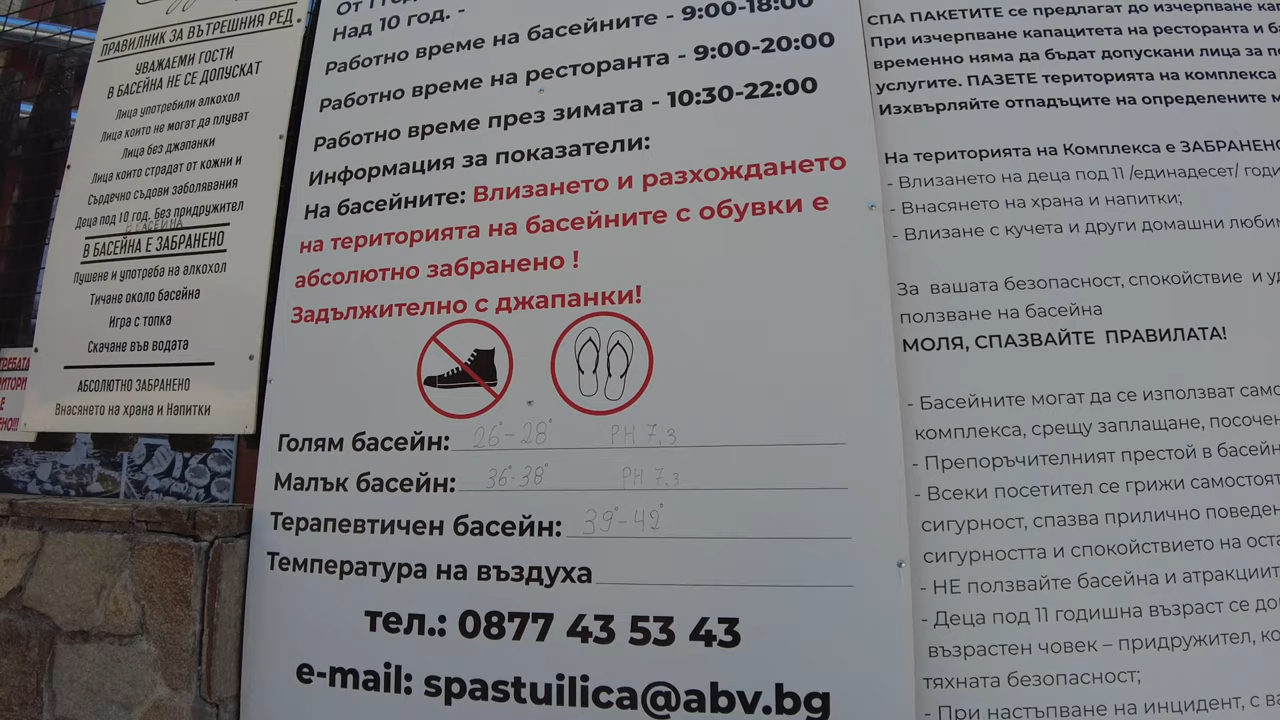 ПРАВИЛНИК ЗА ВЪТРЕШНИЯ РЕД
УВАЖАЕМИ ГОСТИ
В БАСЕЙНА НЕ СЕ ДОПУСКАТ
Лица употребили алкохол
Лица които не могат да плуват
Лица без джапанки
Лица които страдат от кожни и
Сърдечно съдови заболявания
Деца под 10 год. без придружител
В БАСЕЙНА Е ЗАБРАНЕНО
Пушене и употреба на алкохол
Тичане около басейна
Игра с топка
Скачане във водата
АБСОЛЮТНО ЗАБРАНЕНО
Внасянето на храна и Напитки
Над 10 год. -
Работно време на басейните - 9:00-18:00
Работно време на ресторанта - 9:00-20:00
Работно време през зимата - 10:30-22:00
Информация за показатели:
На басейните: Влизането и разхождането
на територията на басейните с обувки е
абсолютно забранено !
Задължително с джапанки!
Голям басейн: 26°-28° PH 7,3
Малък басейн: 36°-38° PH 7,3
Терапевтичен басейн: 39°-42°
Температура на въздуха
тел.: 0877 43 53 43
e-mail: spastuilica@abv.bg
СПА ПАКЕТИТЕ се предлагат до изчерпване
При изчерпване капацитета на ресторанта и
временно няма да бъдат допускани лица за
услугите. ПАЗЕТЕ територията на комплекса
Изхвърляйте отпадъците на определените
На територията на Комплекса е ЗАБРАНЕНО
- Влизането на деца под 11 /единадесет/
- Внасянето на храна и напитки;
- Влизане с кучета и други домашни
За вашата безопасност, спокойствие и
ползване на басейна
МОЛЯ, СПАЗВАЙТЕ ПРАВИЛАТА!
- Басейните могат да се използват
комплекса, срещу заплащане,
- Препоръчителният престой в
- Всеки посетител се грижи
сигурност, спазва прилично
сигурността и спокойствието на
- НЕ ползвайте басейна и
- Деца под 11 годишна възраст се
възрастен човек – придружител,
тяхната безопасност;
- При настъпване на инцидент, с